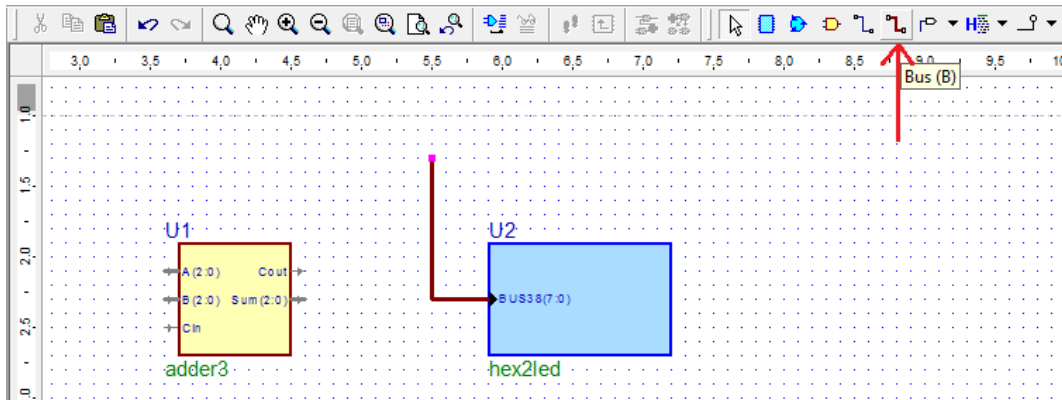 Bus (B)
3,0 3,5 4,0 4,5 5,0 5,5 6,0 6,5 7,0 7,5 8,0 8,5 9,0 9,5
1,0
1,5
2,0
2,5
U1
A(2:0) Cout
B(2:0) Sum(2:0)
Cin
adder3
U2
BUS38(7:0)
hex2led